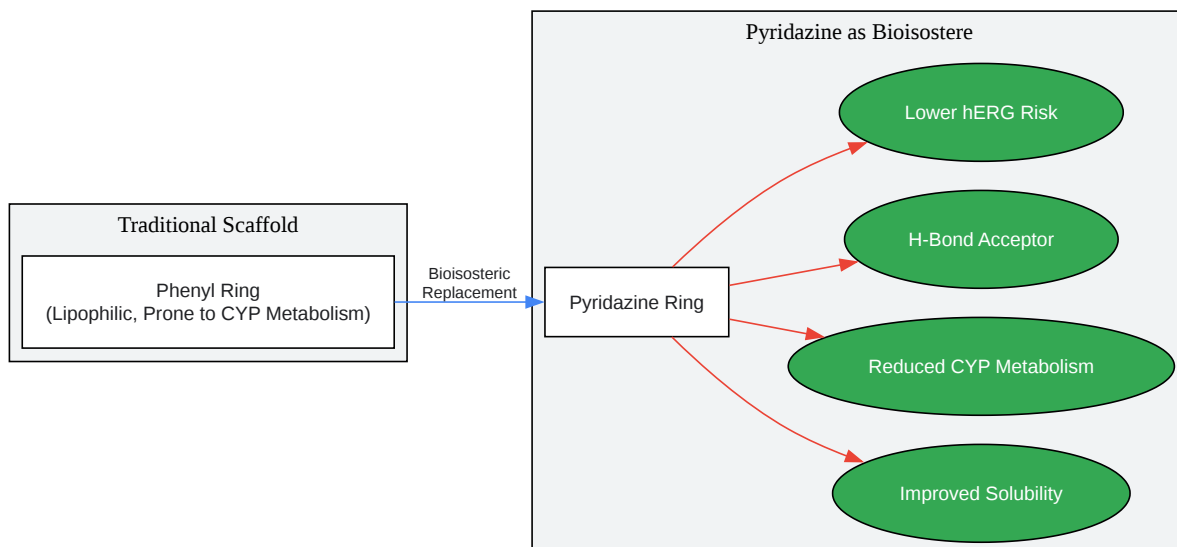 Pyridazine as Bioisostere
Lower hERG Risk
Traditional Scaffold
Phenyl Ring
(Lipophilic, Prone to CYP Metabolism)
Bioisosteric
Replacement
Pyridazine Ring
H-Bond Acceptor
Reduced CYP Metabolism
Improved Solubility